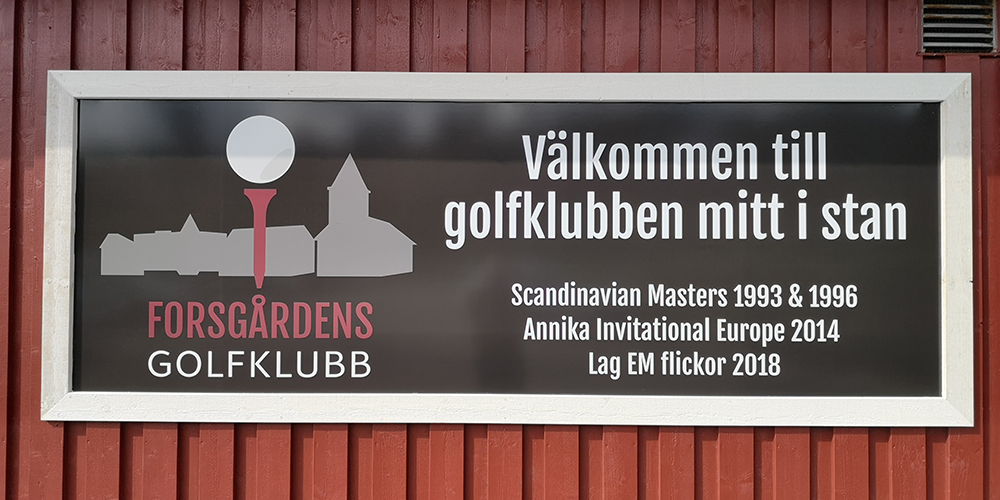 FORSGÅRDENS
GOLFKLUBB
Välkommen till
golfklubben mitt i stan
Scandinavian Masters 1993 & 1996
Annika Invitational Europe 2014
Lag EM flickor 2018